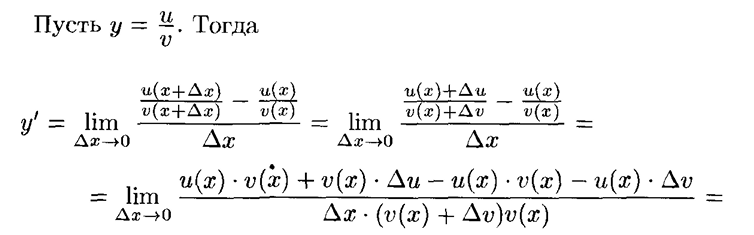 Пусть y = u/v. Тогда
y′ = lim_{Δx→0} (u(x+Δx)/v(x+Δx) − u(x)/v(x))/Δx = lim_{Δx→0} ((u(x)+Δu)/(v(x)+Δv) − u(x)/v(x))/Δx =
= lim_{Δx→0} (u(x) · v(x) + v(x) · Δu − u(x) · v(x) − u(x) · Δv)/(Δx · (v(x) + Δv)v(x)) =